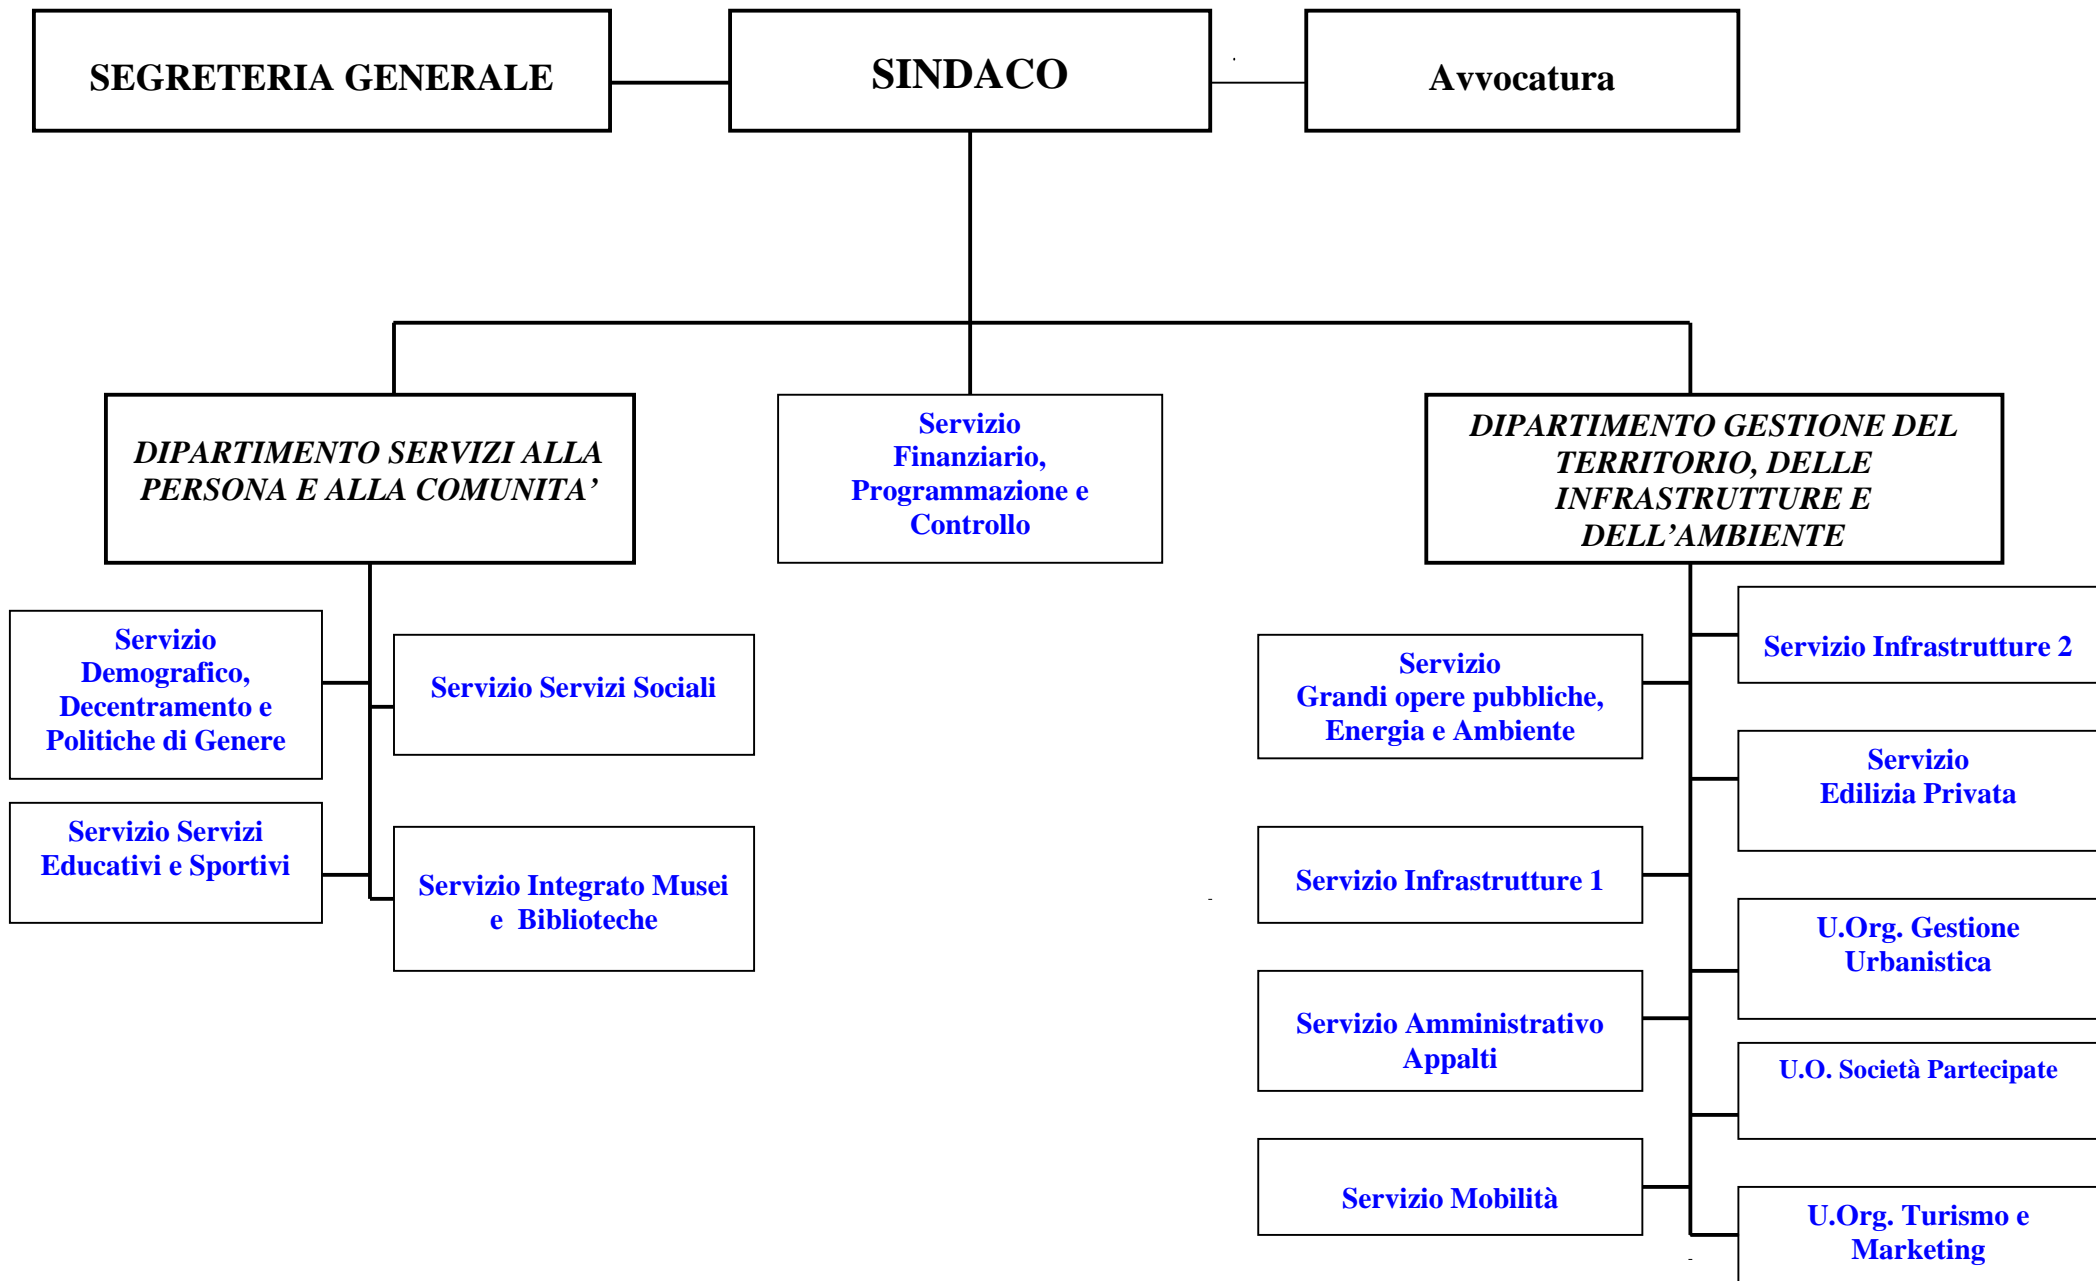 SEGRETERIA GENERALE
SINDACO
Avvocatura
DIPARTIMENTO SERVIZI ALLA
PERSONA E ALLA COMUNITA’
Servizio
Finanziario,
Programmazione e
Controllo
DIPARTIMENTO GESTIONE DEL
TERRITORIO, DELLE
INFRASTRUTTURE E
DELL’AMBIENTE
Servizio
Demografico,
Decentramento e
Politiche di Genere
Servizio Servizi Sociali
Servizio Servizi
Educativi e Sportivi
Servizio Integrato Musei
e Biblioteche
Servizio
Grandi opere pubbliche,
Energia e Ambiente
Servizio Infrastrutture 2
Servizio
Edilizia Privata
Servizio Infrastrutture 1
U.Org. Gestione
Urbanistica
Servizio Amministrativo
Appalti
U.O. Società Partecipate
Servizio Mobilità
U.Org. Turismo e
Marketing